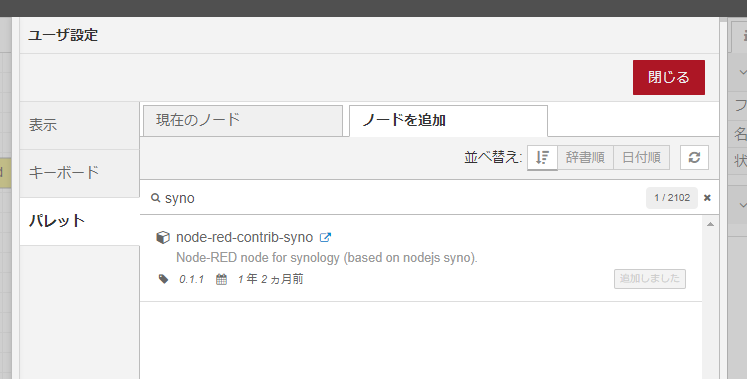 ユーザ設定
閉じる
表示
キーボード
パレット
現在のノード
ノードを追加
並べ替え: 辞書順 日付順
syno 1 / 2102
node-red-contrib-syno
Node-RED node for synology (based on nodejs syno).
0.1.1 1 年 2 ヵ月前
追加しました
フ
名
状